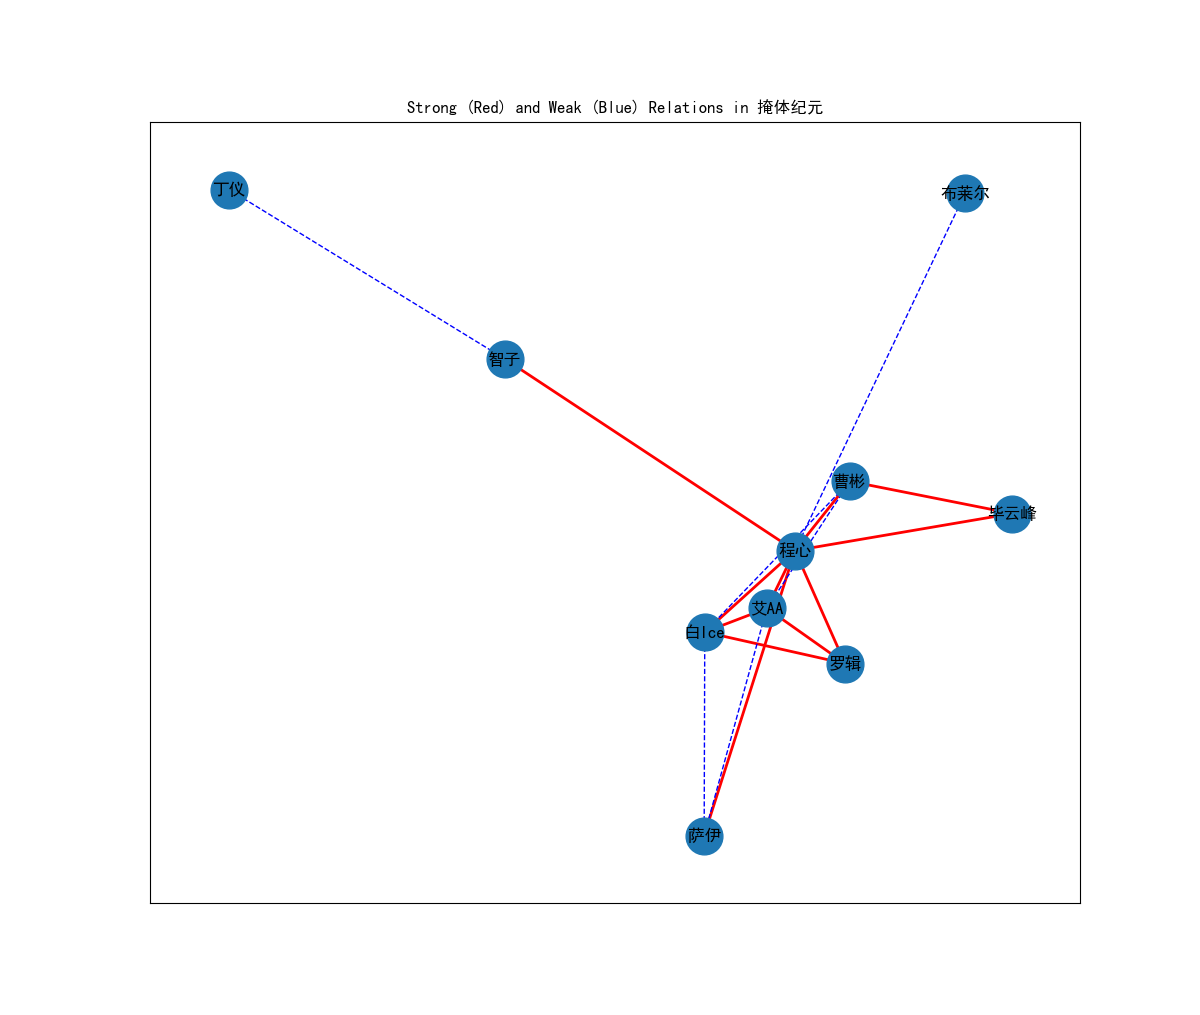 Strong (Red) and Weak (Blue) Relations in 掩体纪元
丁仪
布莱尔
智子
曹彬
毕云峰
程心
艾AA
白Ice
罗辑
萨伊